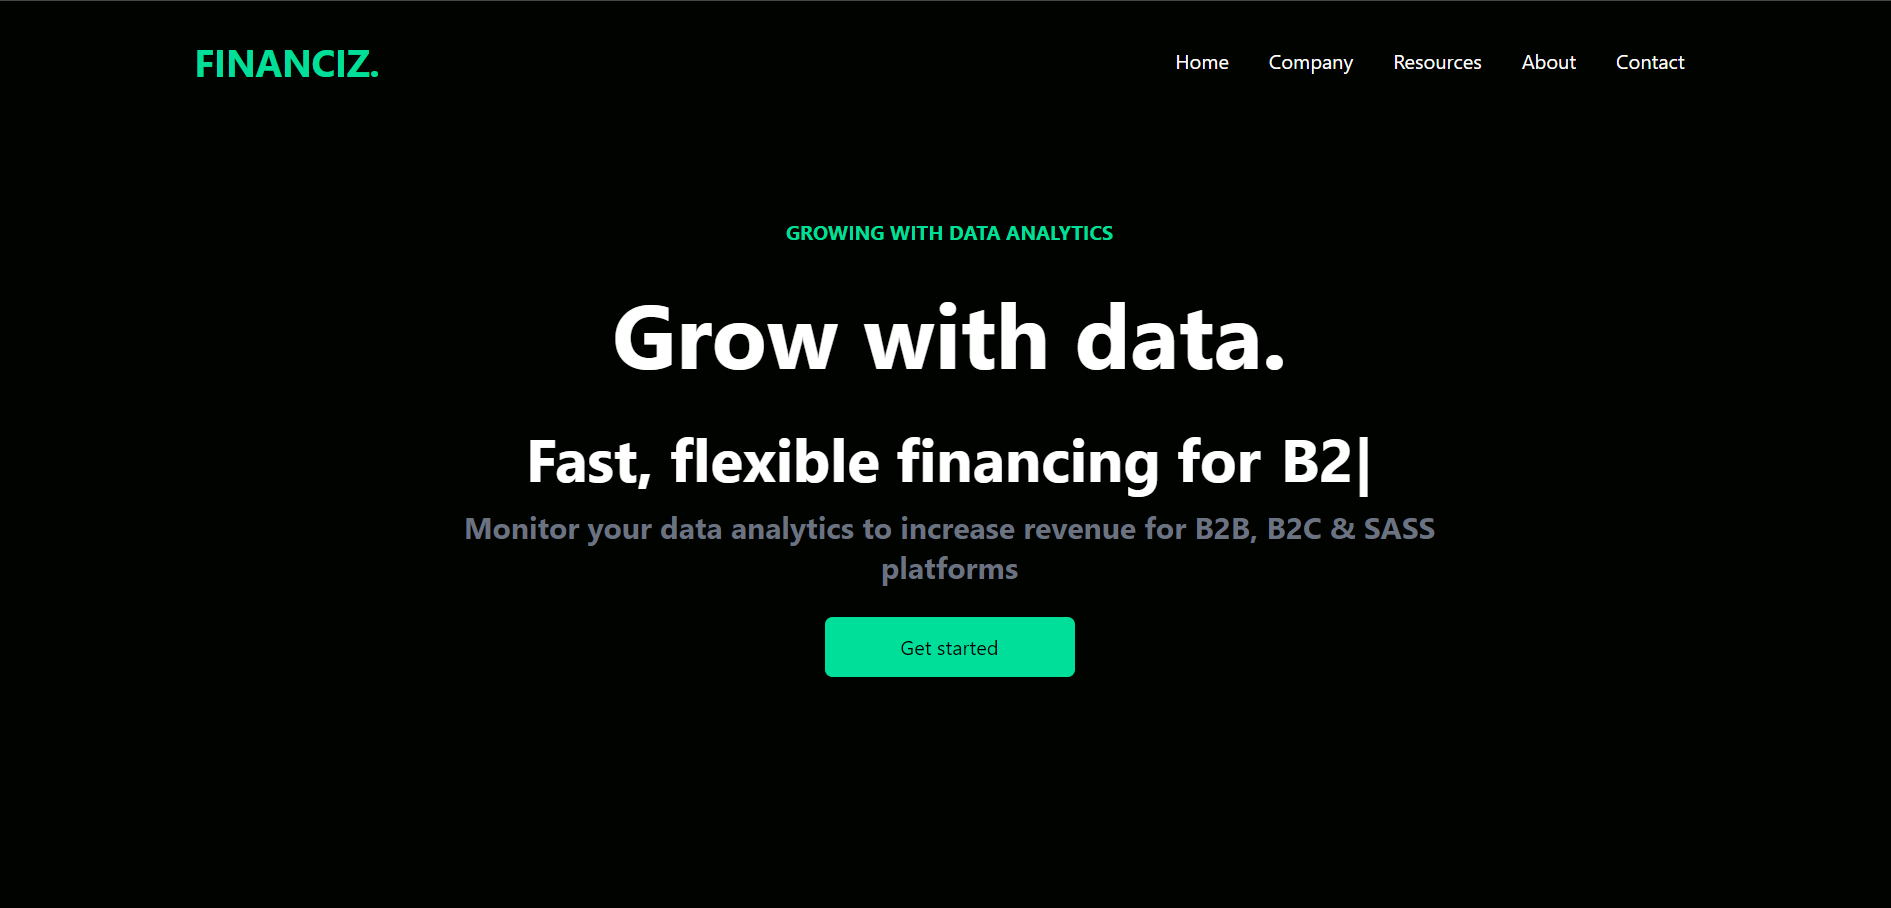 FINANCIZ.
Home Company Resources About Contact
GROWING WITH DATA ANALYTICS
Grow with data.
Fast, flexible financing for B2|
Monitor your data analytics to increase revenue for B2B, B2C & SASS
platforms
Get started